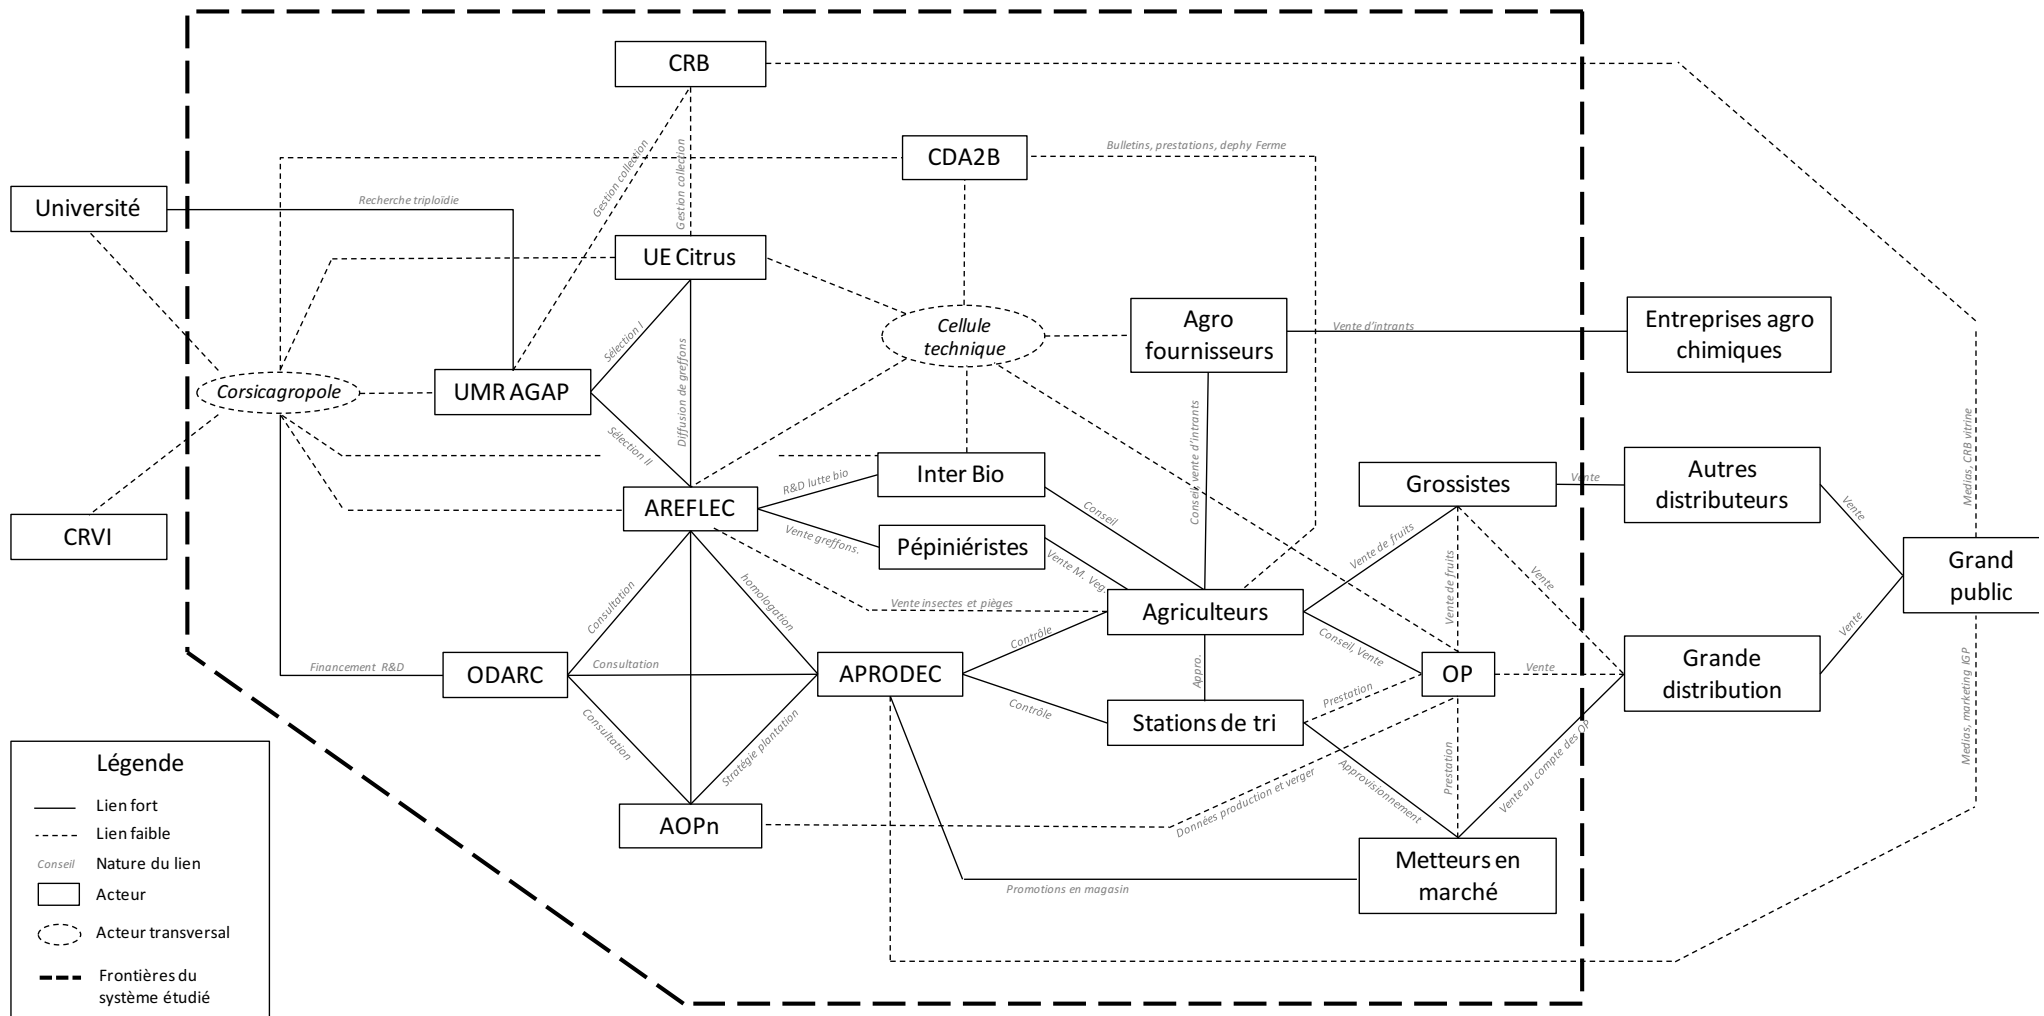 CRB
CDA2B
Bulletins, prestations, dephy Ferme
Gestion collection
Gestion collection
Université
Recherche triploïdie
UE Citrus
Cellule
technique
Agro
fournisseurs
Vente d'intrants
Entreprises agro
chimiques
Sélection I
Diffusion de greffons
Corsicagropole
UMR AGAP
Sélection II
Conseil, vente d'intrants
Medias, CRB vitrine
Inter Bio
R&D lutte bio
Conseil
Grossistes
Vente
Autres
distributeurs
Vente
AREFLEC
CRVI
Vente greffons.
Pépiniéristes
Vente M. Veg.
Vente de fruits
Vente de fruits
Vente
Grand
public
Consultation
homologation
Vente insectes et pièges
Agriculteurs
Contrôle
Conseil, Vente
Vente
Financement R&D
ODARC
Consultation
APRODEC
Appro.
OP
Vente
Grande
distribution
Prestation
Contrôle
Stations de tri
Consultation
Stratégie plantation
Medias, marketing IGP
Approvisionnement
Prestation
Vente au compte des OP
Données production et verger
AOPn
Metteurs en
marché
Promotions en magasin
Légende
Lien fort
Lien faible
Conseil
Nature du lien
Acteur
Acteur transversal
Frontières du
système étudié